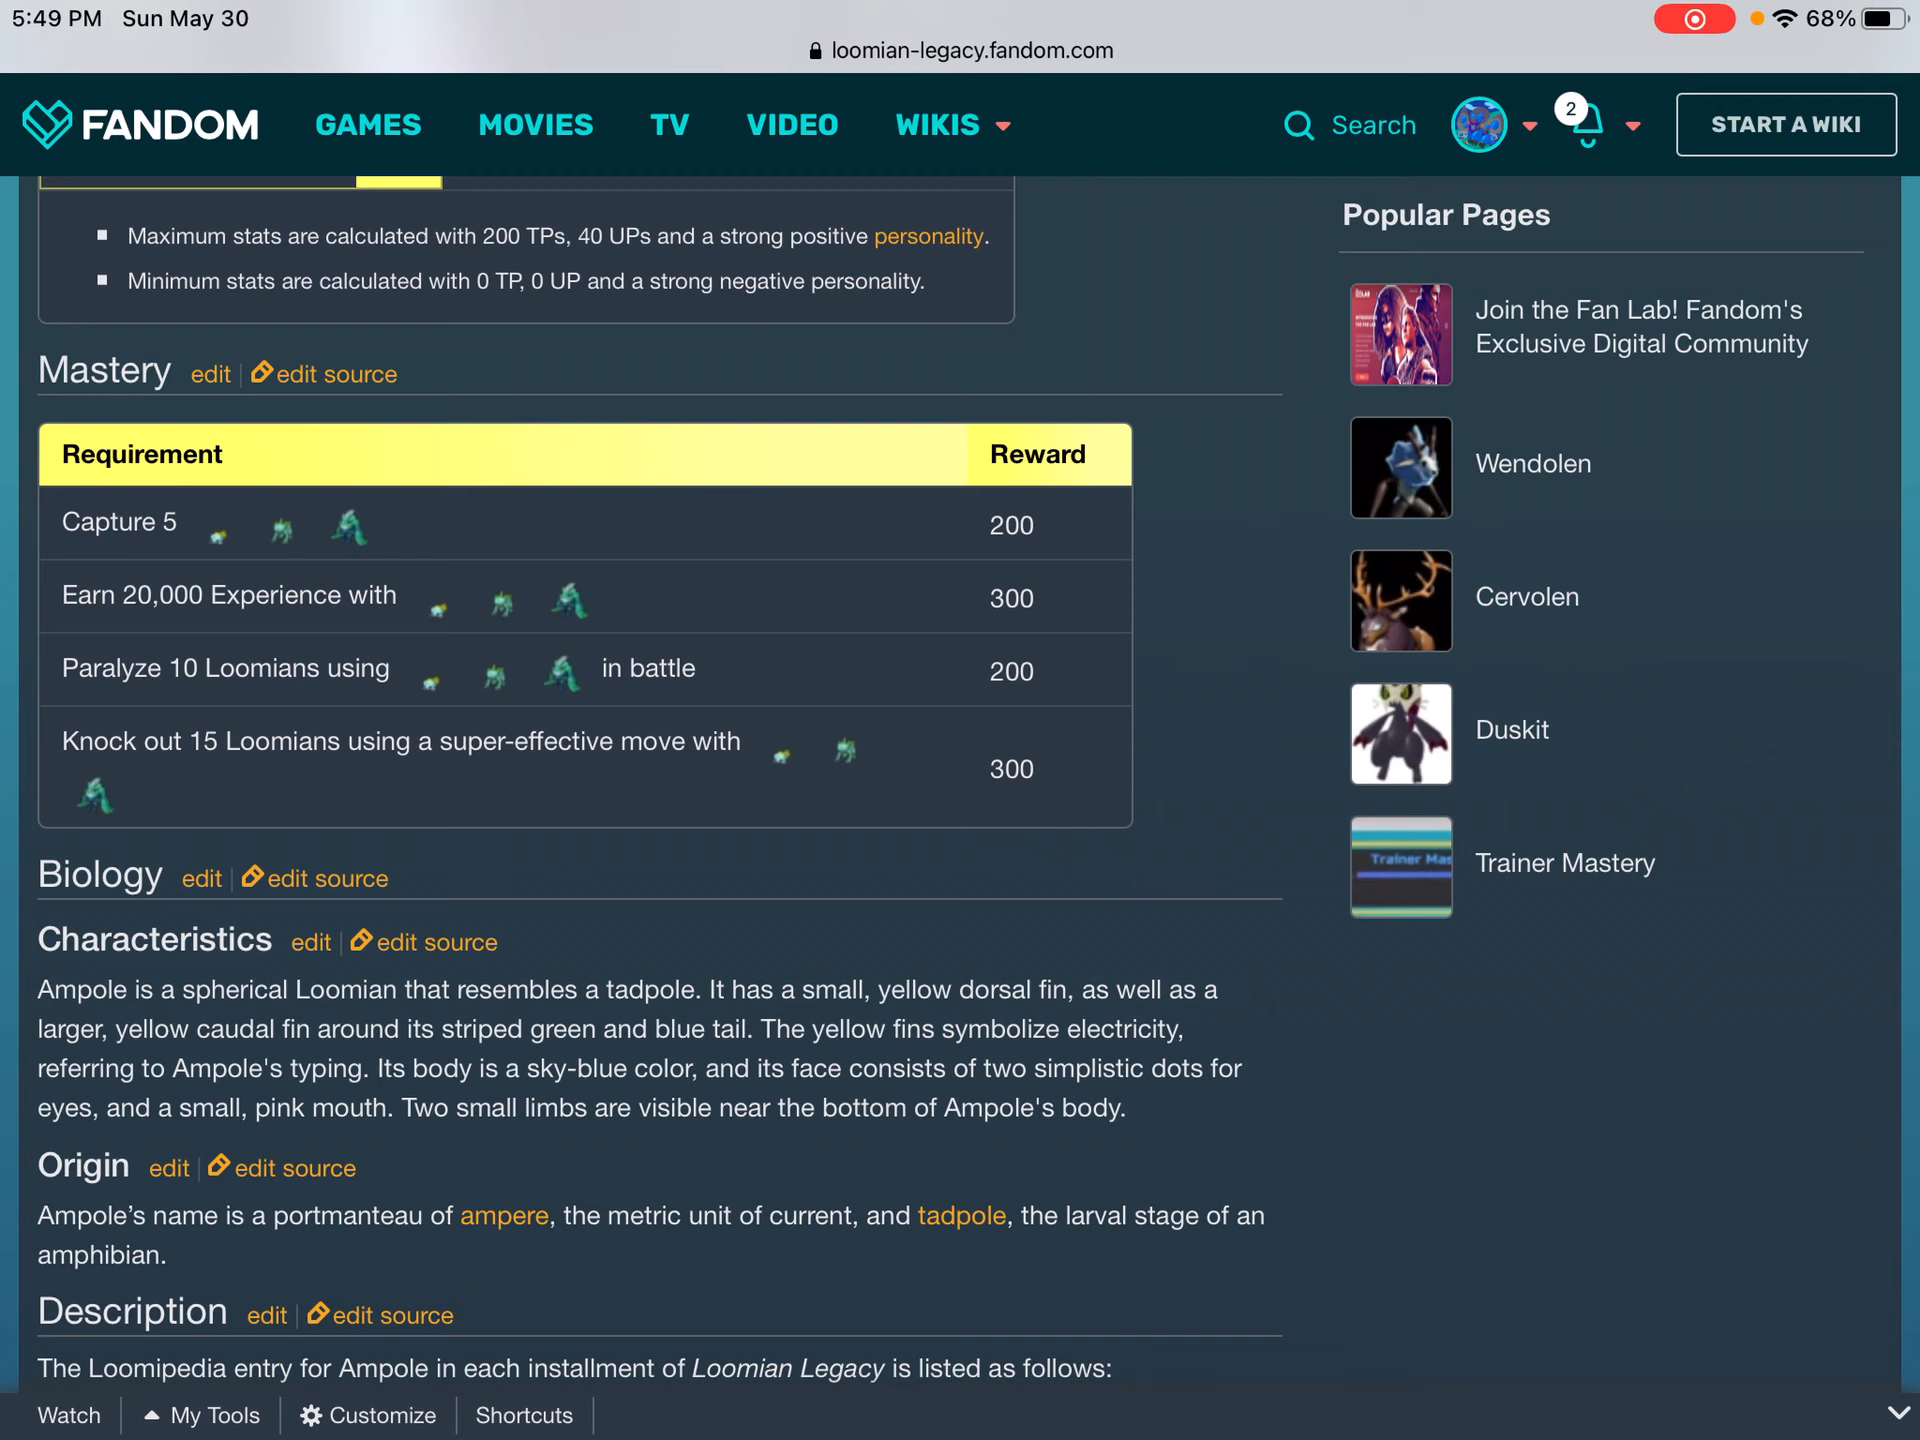 5:49 PM Sun May 30
68%
loomian-legacy.fandom.com
FANDOM GAMES MOVIES TV VIDEO WIKIS Search 2 START A WIKI
Maximum stats are calculated with 200 TPs, 40 UPs and a strong positive personality.
Minimum stats are calculated with 0 TP, 0 UP and a strong negative personality.
Mastery edit edit source
Requirement Reward
Capture 5 200
Earn 20,000 Experience with 300
Paralyze 10 Loomians using in battle 200
Knock out 15 Loomians using a super-effective move with 300
Biology edit edit source
Characteristics edit edit source
Ampole is a spherical Loomian that resembles a tadpole. It has a small, yellow dorsal fin, as well as a
larger, yellow caudal fin around its striped green and blue tail. The yellow fins symbolize electricity,
referring to Ampole's typing. Its body is a sky-blue color, and its face consists of two simplistic dots for
eyes, and a small, pink mouth. Two small limbs are visible near the bottom of Ampole's body.
Origin edit edit source
Ampole’s name is a portmanteau of ampere, the metric unit of current, and tadpole, the larval stage of an
amphibian.
Description edit edit source
The Loomipedia entry for Ampole in each installment of Loomian Legacy is listed as follows:
Popular Pages
Join the Fan Lab! Fandom's
Exclusive Digital Community
Wendolen
Cervolen
Duskit
Trainer Mas
Trainer Mastery
Watch My Tools Customize Shortcuts